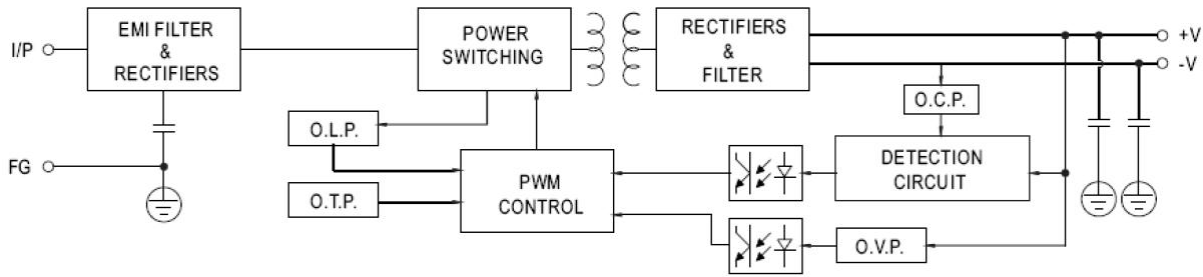 I/P
EMI FILTER
&
RECTIFIERS
POWER
SWITCHING
RECTIFIERS
&
FILTER
+V
-V
O.C.P.
O.L.P.
FG
PWM
CONTROL
DETECTION
CIRCUIT
O.T.P.
O.V.P.